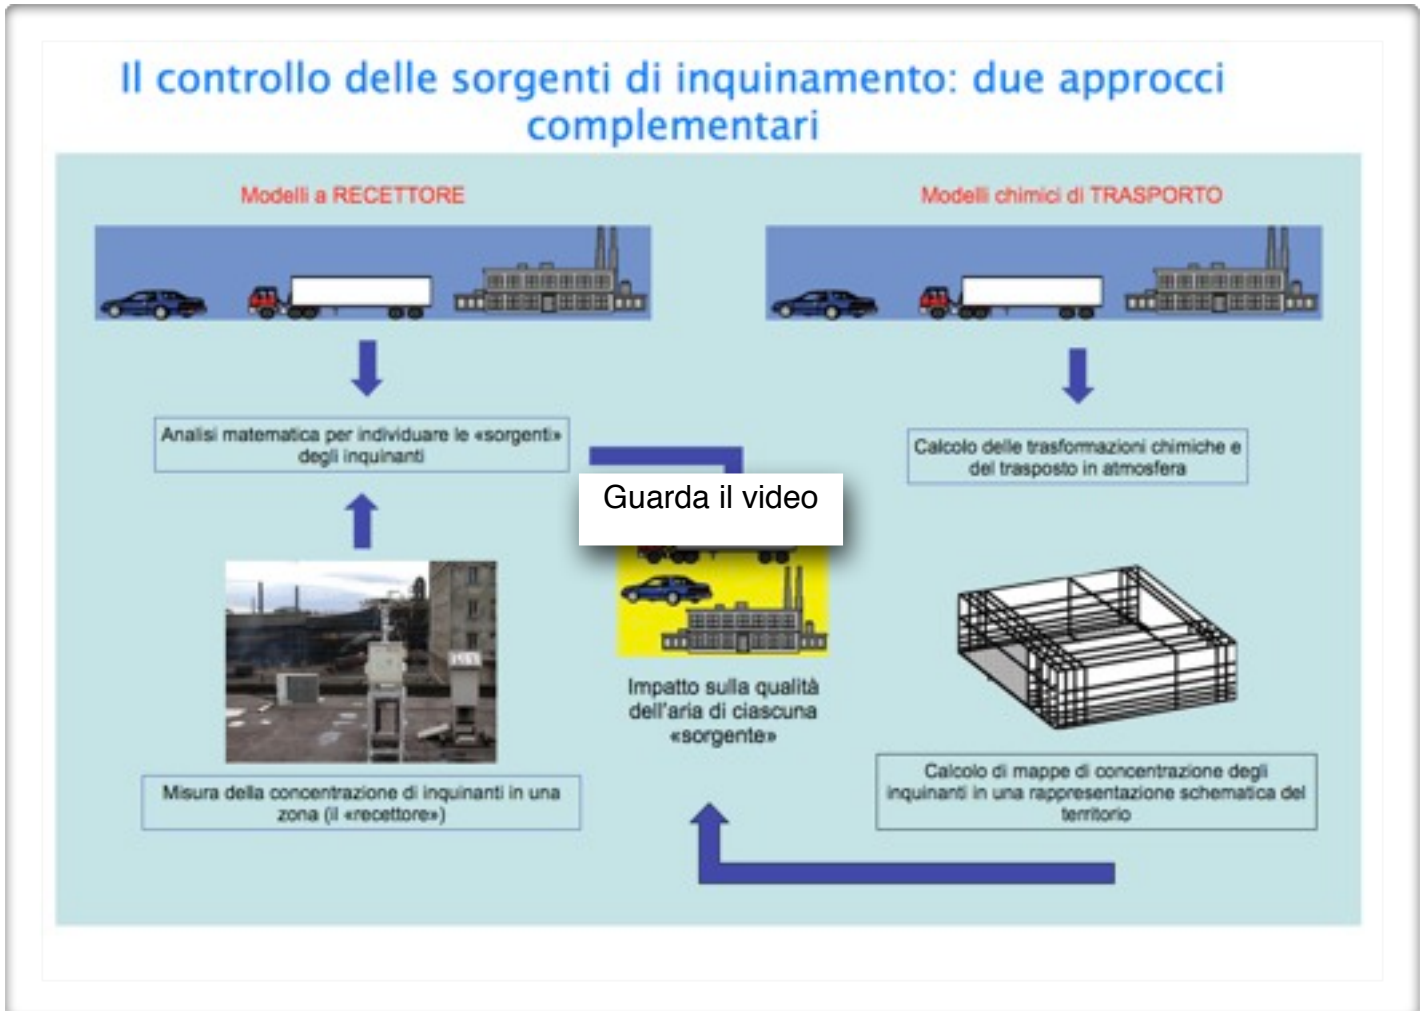 Il controllo delle sorgenti di inquinamento: due approcci
complementari
Modelli a RECETTORE
Modelli chimici di TRASPORTO
Analisi matematica per individuare le «sorgenti»
degli inquinanti
Calcolo delle trasformazioni chimiche e
del trasposto in atmosfera
Guarda il video
Impatto sulla qualità
dell'aria di ciascuna
«sorgente»
Misura della concentrazione di inquinanti in una
zona (il «recettore»)
Calcolo di mappe di concentrazione degli
inquinanti in una rappresentazione schematica del
territorio